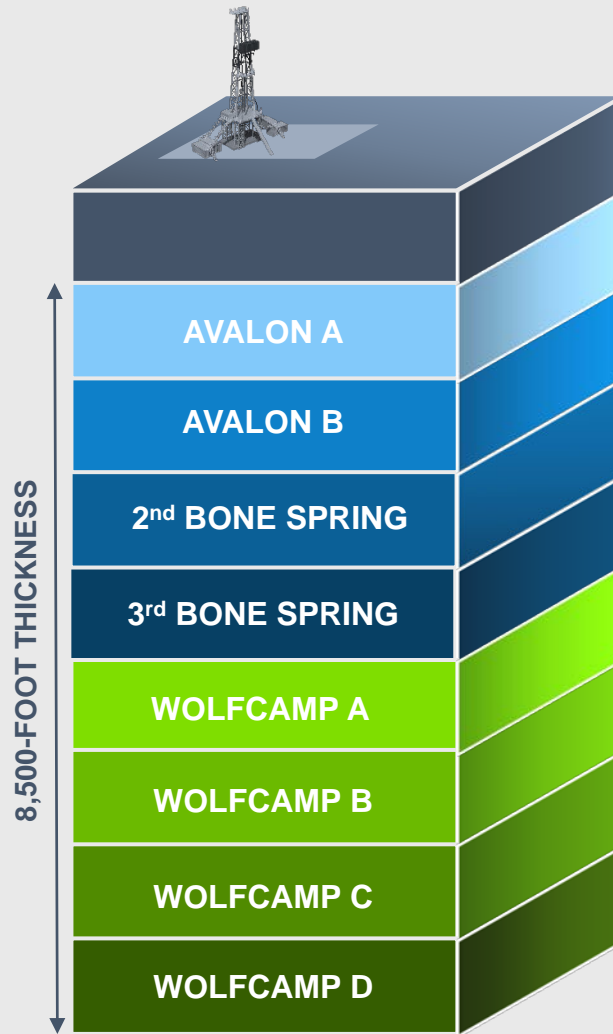 AVALON A
AVALON B
2nd BONE SPRING
3rd BONE SPRING
WOLFCAMP A
WOLFCAMP B
WOLFCAMP C
WOLFCAMP D
8,500-FOOT THICKNESS